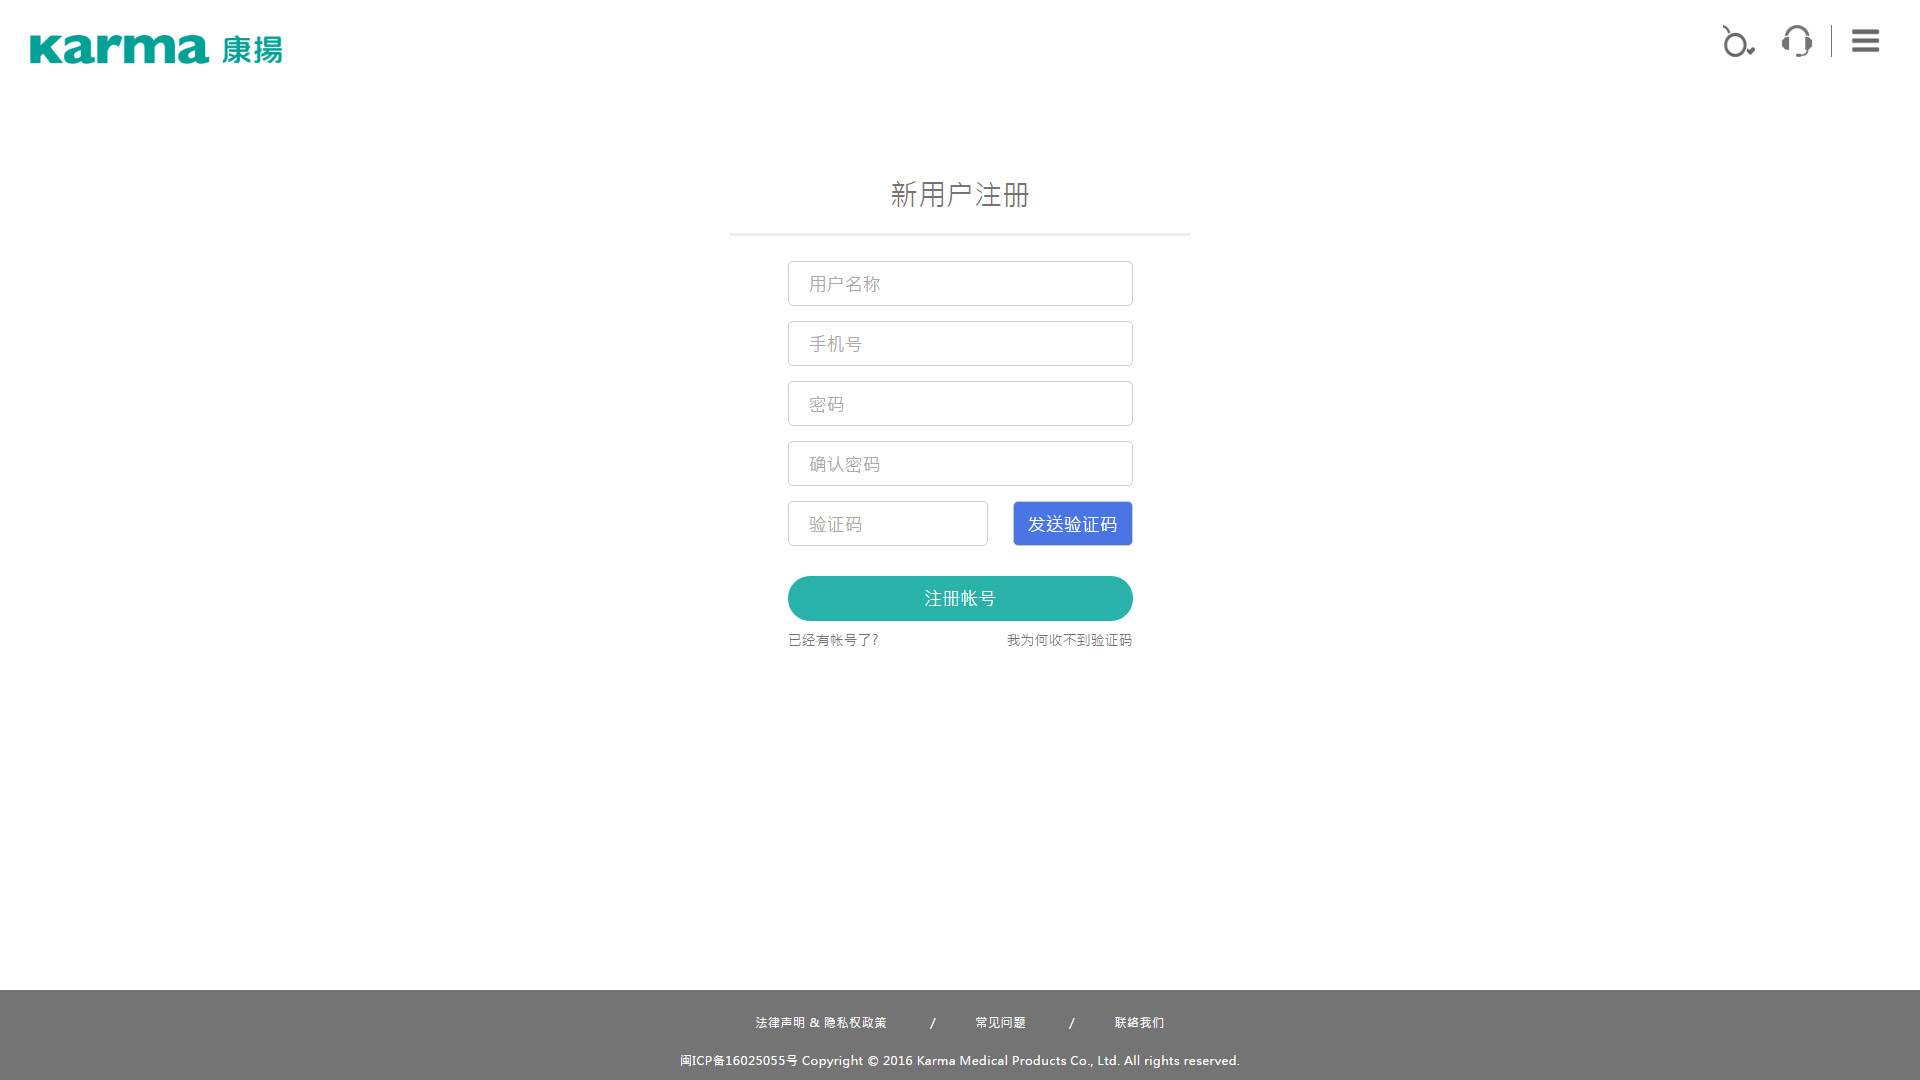 karma 康揚
新用户注册
用户名称
手机号
密码
确认密码
验证码
发送验证码
注册帐号
已经有帐号了?
我为何收不到验证码
法律声明 & 隐私权政策 / 常见问题 / 联络我们
闽ICP备16025055号 Copyright © 2016 Karma Medical Products Co., Ltd. All rights reserved.